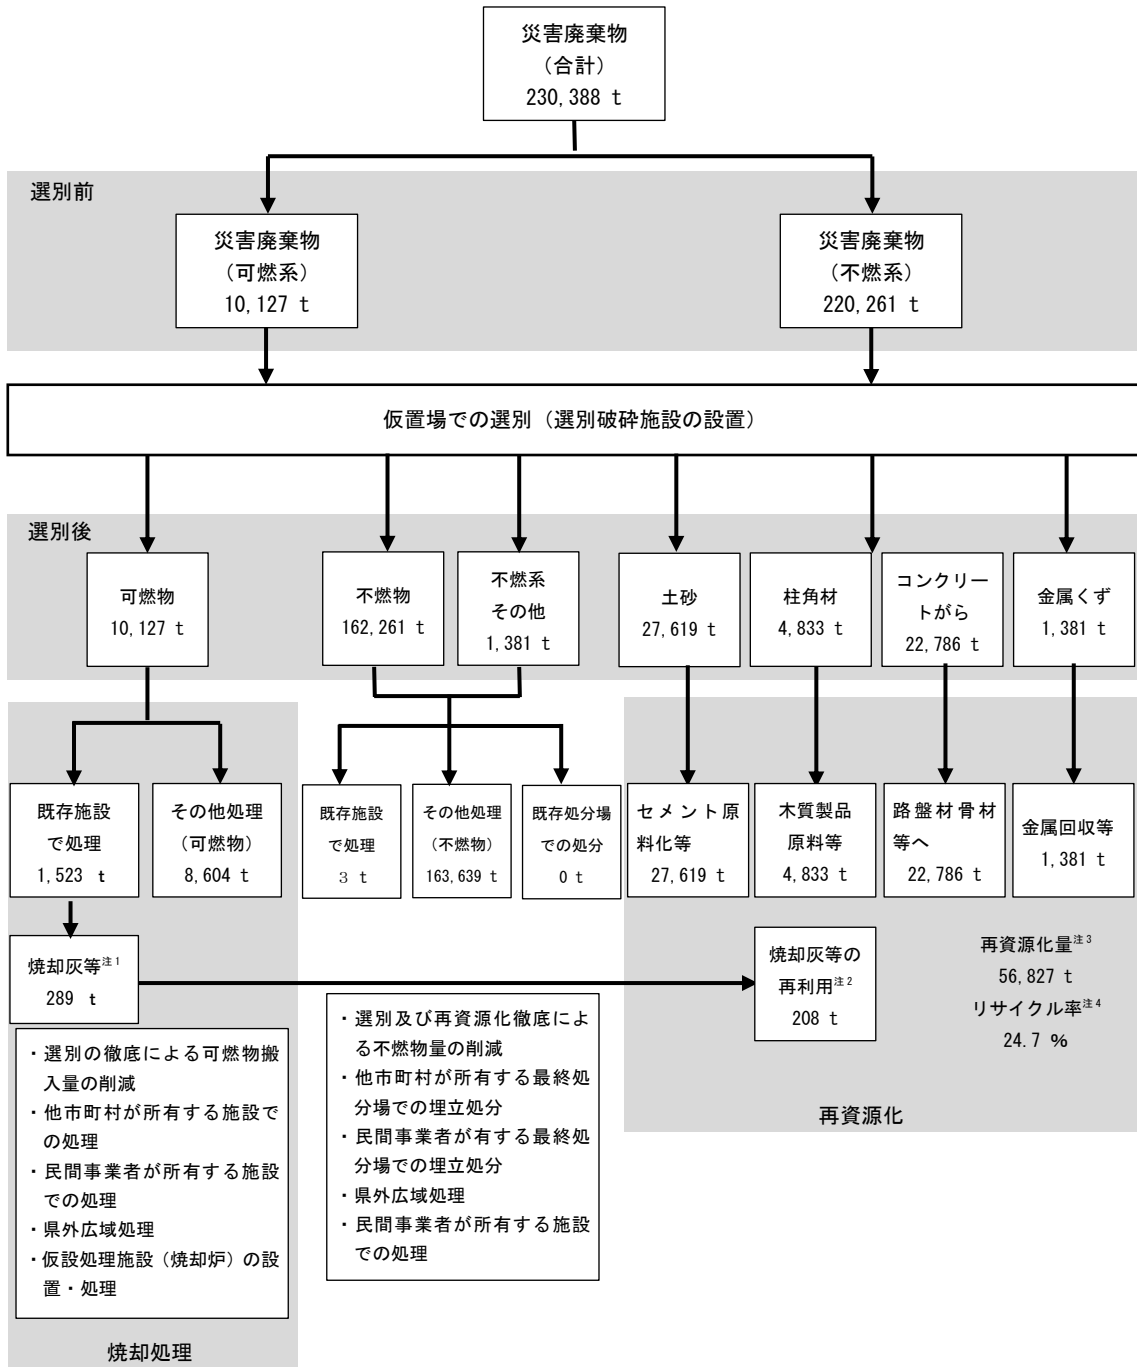 災害廃棄物
（合計）
230,388 t
選別前
災害廃棄物
（可燃系）
10,127 t
災害廃棄物
（不燃系）
220,261 t
仮置場での選別（選別破砕施設の設置）
選別後
可燃物
10,127 t
不燃物
162,261 t
不燃系
その他
1,381 t
土砂
27,619 t
柱角材
4,833 t
コンクリー
トがら
22,786 t
金属くず
1,381 t
既存施設
で処理
1,523 t
その他処理
（可燃物）
8,604 t
既存施設
で処理
３ t
その他処理
（不燃物）
163,639 t
既存処分場
での処分
0 t
セメント原
料化等
27,619 t
木質製品
原料等
4,833 t
路盤材骨材
等へ
22,786 t
金属回収等
1,381 t
焼却灰等注1
289 t
焼却灰等の
再利用注2
208 t
再資源化量注3
56,827 t
リサイクル率注4
24.7 %
・選別の徹底による可燃物搬
入量の削減
・他市町村が所有する施設で
の処理
・民間事業者が所有する施設
での処理
・県外広域処理
・仮設処理施設（焼却炉）の設
置・処理
・選別及び再資源化徹底によ
る不燃物量の削減
・他市町村が所有する最終処
分場での埋立処分
・民間事業者が有する最終処
分場での埋立処分
・県外広域処理
・民間事業者が所有する施設
での処理
再資源化
焼却処理